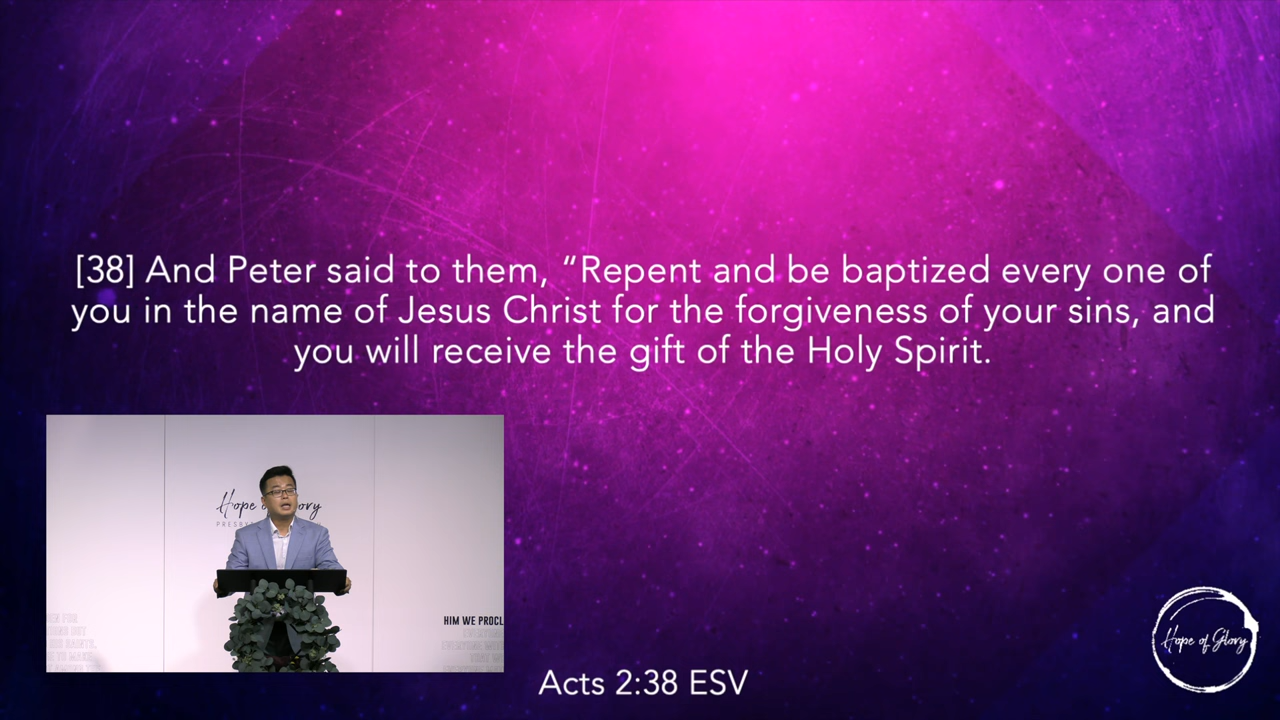 [38] And Peter said to them, “Repent and be baptized every one of
you in the name of Jesus Christ for the forgiveness of your sins, and
you will receive the gift of the Holy Spirit.
Hope of Glory
HIM WE PROCL
Acts 2:38 ESV
Hope of Glory